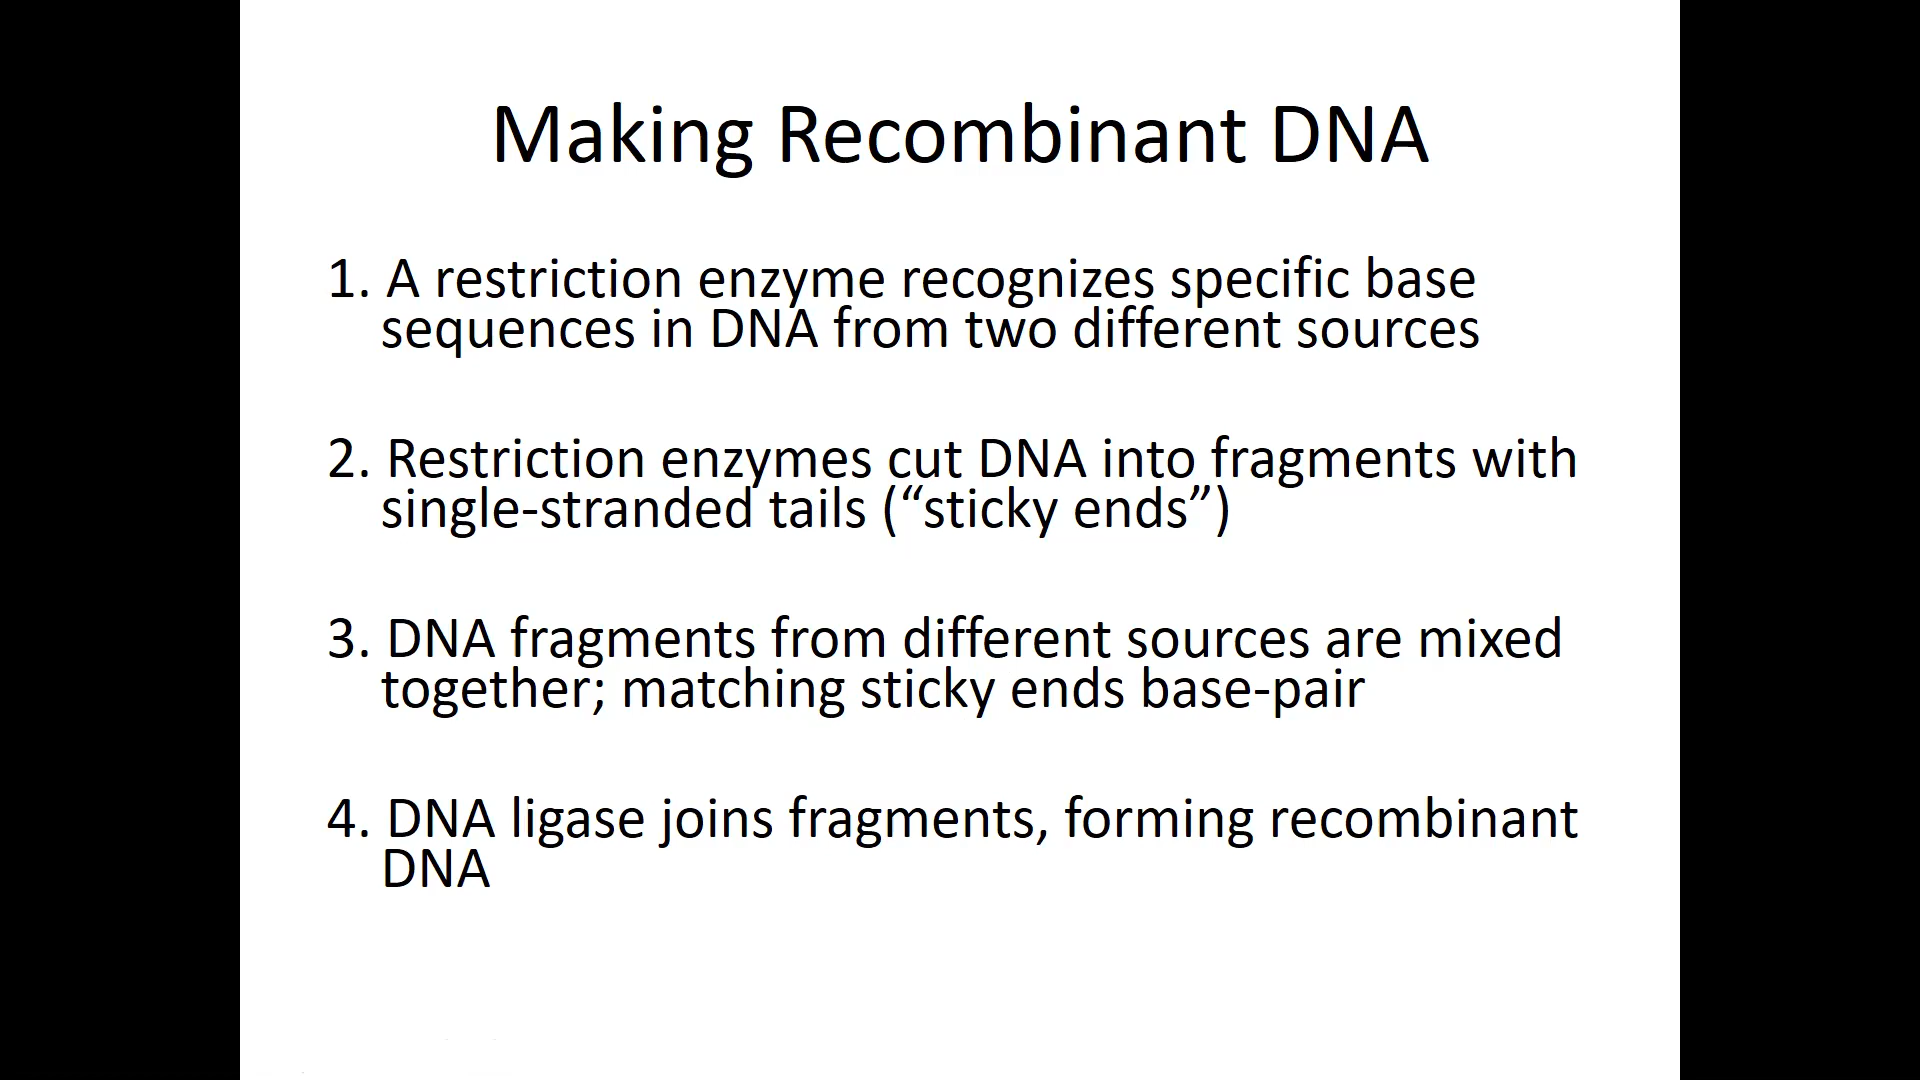 Making Recombinant DNA
1. A restriction enzyme recognizes specific base
sequences in DNA from two different sources
2. Restriction enzymes cut DNA into fragments with
single-stranded tails (“sticky ends”)
3. DNA fragments from different sources are mixed
together; matching sticky ends base-pair
4. DNA ligase joins fragments, forming recombinant
DNA